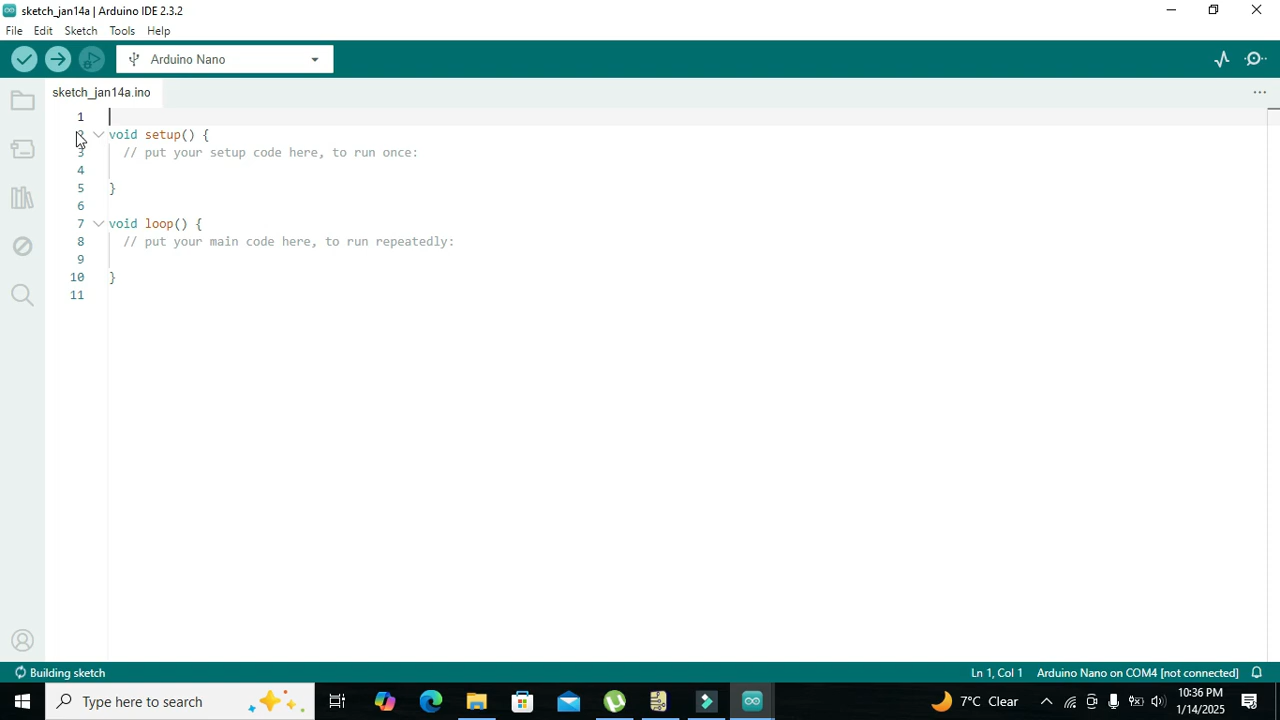 sketch_jan14a | Arduino IDE 2.3.2
File Edit Sketch Tools Help
Arduino Nano
sketch_jan14a.ino
1
2 void setup() {
3 // put your setup code here, to run once:
4
5 }
6
7 void loop() {
8 // put your main code here, to run repeatedly:
9
10 }
11
Building sketch
Ln 1, Col 1 Arduino Nano on COM4 [not connected]
Type here to search
7°C Clear
10:36 PM
1/14/2025